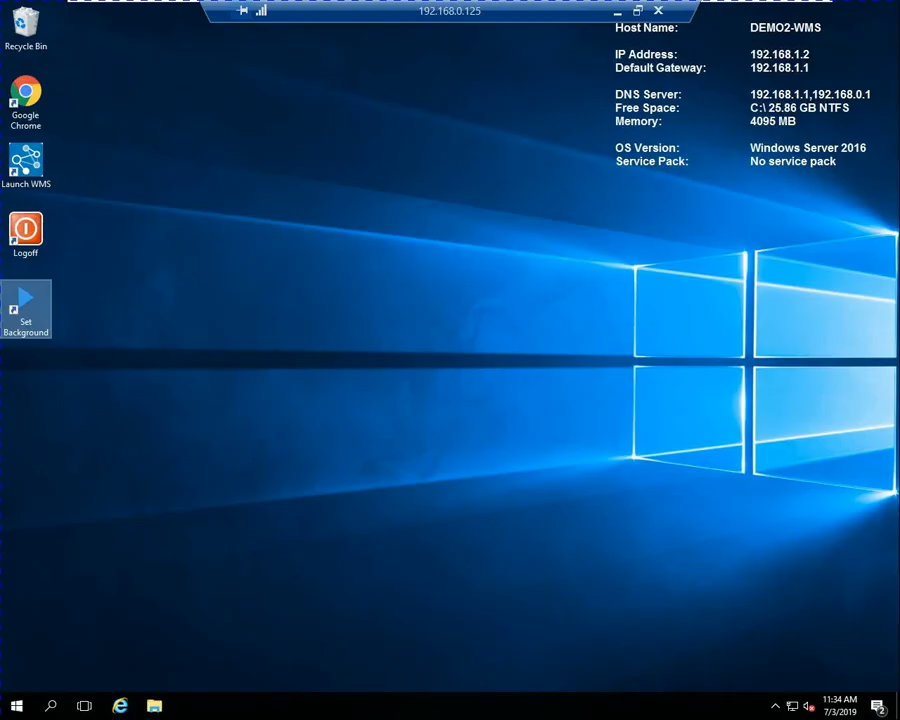 192.168.0.125
Host Name: DEMO2-WMS
IP Address: 192.168.1.2
Default Gateway: 192.168.1.1
DNS Server: 192.168.1.1,192.168.0.1
Free Space: C:\ 25.86 GB NTFS
Memory: 4095 MB
OS Version: Windows Server 2016
Service Pack: No service pack
Recycle Bin
Google
Chrome
Launch WMS
Logoff
Set
Background
11:34 AM
7/3/2019
2